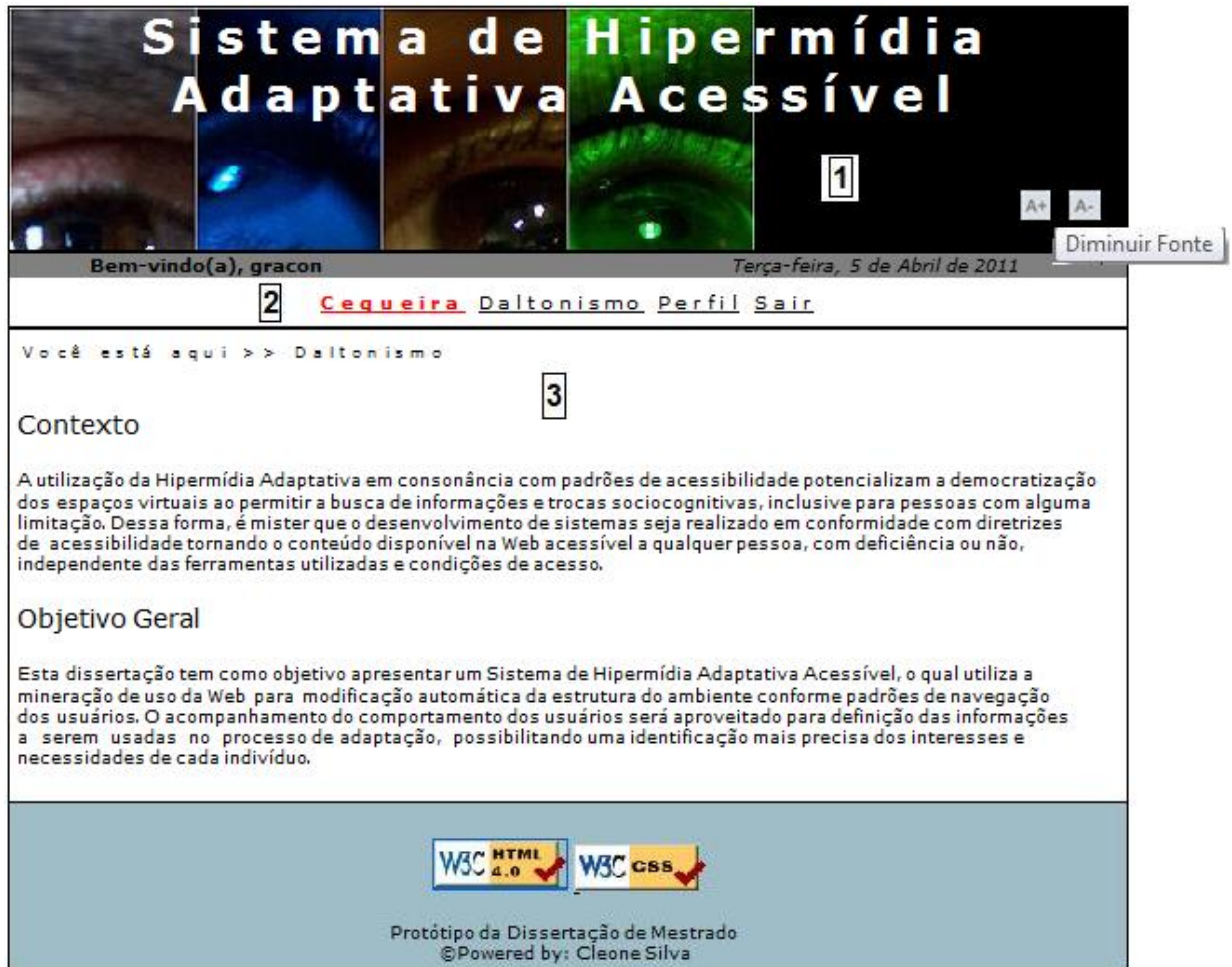 Sistema de Hipermídia
Adaptativa Acessível
1
A+ A-
Diminuir Fonte
Bem-vindo(a), gracon Terça-feira, 5 de Abril de 2011
2 Cequeira Daltonismo Perfil Sair
Você está aqui >> Daltonismo
3
Contexto
A utilização da Hipermídia Adaptativa em consonância com padrões de acessibilidade potencializam a democratização
dos espaços virtuais ao permitir a busca de informações e trocas sociocognitivas, inclusive para pessoas com alguma
limitação. Dessa forma, é mister que o desenvolvimento de sistemas seja realizado em conformidade com diretrizes
de acessibilidade tornando o conteúdo disponível na Web acessível a qualquer pessoa, com deficiência ou não,
independente das ferramentas utilizadas e condições de acesso.
Objetivo Geral
Esta dissertação tem como objetivo apresentar um Sistema de Hipermídia Adaptativa Acessível, o qual utiliza a
mineração de uso da Web para modificação automática da estrutura do ambiente conforme padrões de navegação
dos usuários. O acompanhamento do comportamento dos usuários será aproveitado para definição das informações
a serem usadas no processo de adaptação, possibilitando uma identificação mais precisa dos interesses e
necessidades de cada indivíduo.
W3C HTML 4.0 W3C CSS
Protótipo da Dissertação de Mestrado
©Powered by: Cleone Silva